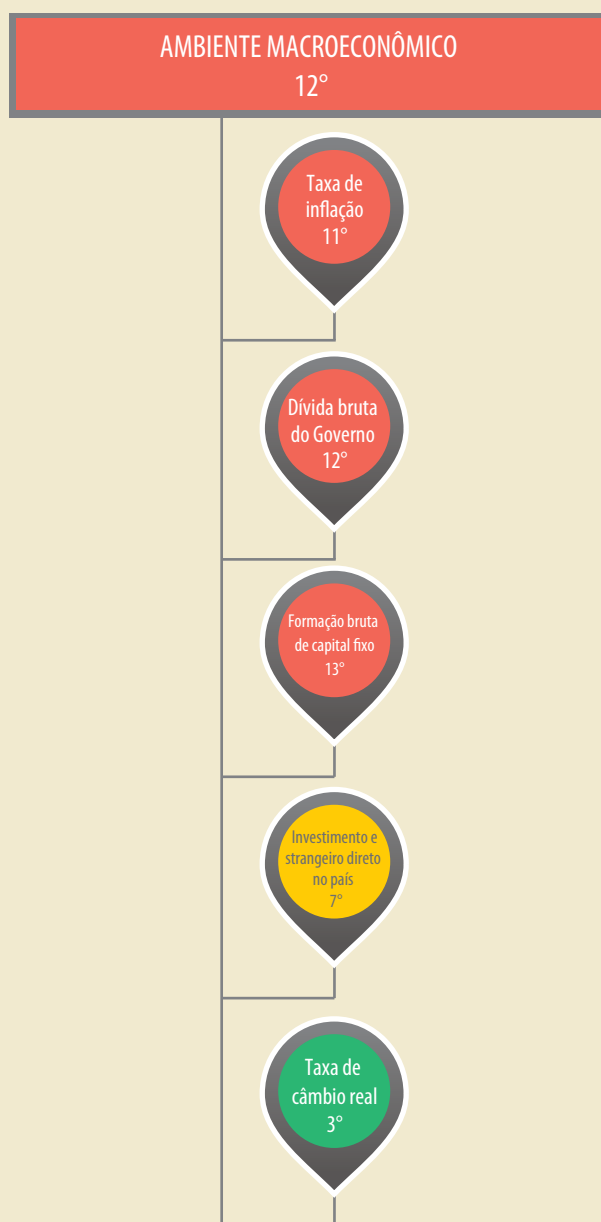 AMBIENTE MACROECONÔMICO
12°
Taxa de
inflação
11°
Dívida bruta
do Governo
12°
Formação bruta
de capital fixo
13°
Investimento e
strangeiro direto
no país
7°
Taxa de
câmbio real
3°